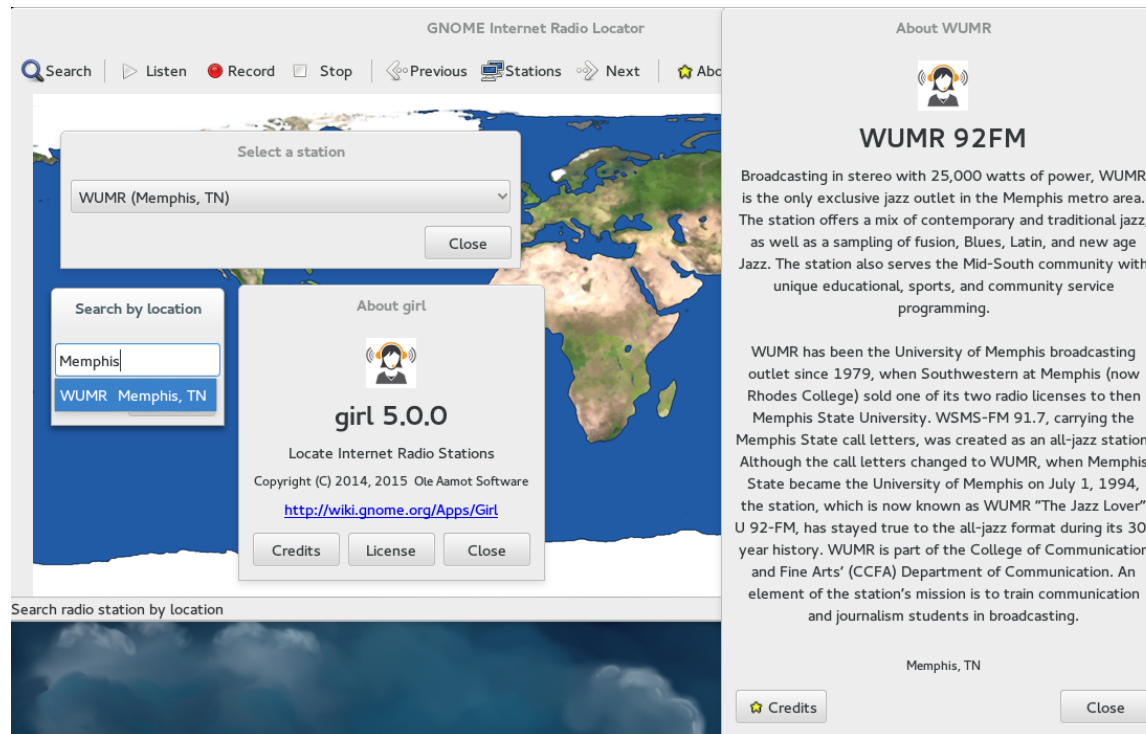 GNOME Internet Radio Locator
Search Listen Record Stop Previous Stations Next Abo
Select a station
WUMR (Memphis, TN)
Close
Search by location
Memphis
WUMR Memphis, TN
About girl
girl 5.0.0
Locate Internet Radio Stations
Copyright (C) 2014, 2015 Ole Aamot Software
http://wiki.gnome.org/Apps/Girl
Credits License Close
Search radio station by location
About WUMR
WUMR 92FM
Broadcasting in stereo with 25,000 watts of power, WUMR
is the only exclusive jazz outlet in the Memphis metro area.
The station offers a mix of contemporary and traditional jazz,
as well as a sampling of fusion, Blues, Latin, and new age
Jazz. The station also serves the Mid-South community with
unique educational, sports, and community service
programming.
WUMR has been the University of Memphis broadcasting
outlet since 1979, when Southwestern at Memphis (now
Rhodes College) sold one of its two radio licenses to then
Memphis State University. WSMS-FM 91.7, carrying the
Memphis State call letters, was created as an all-jazz station
Although the call letters changed to WUMR, when Memphis
State became the University of Memphis on July 1, 1994,
the station, which is now known as WUMR "The Jazz Lover"
U 92-FM, has stayed true to the all-jazz format during its 30
year history. WUMR is part of the College of Communication
and Fine Arts' (CCFA) Department of Communication. An
element of the station's mission is to train communication
and journalism students in broadcasting.
Memphis, TN
Credits Close